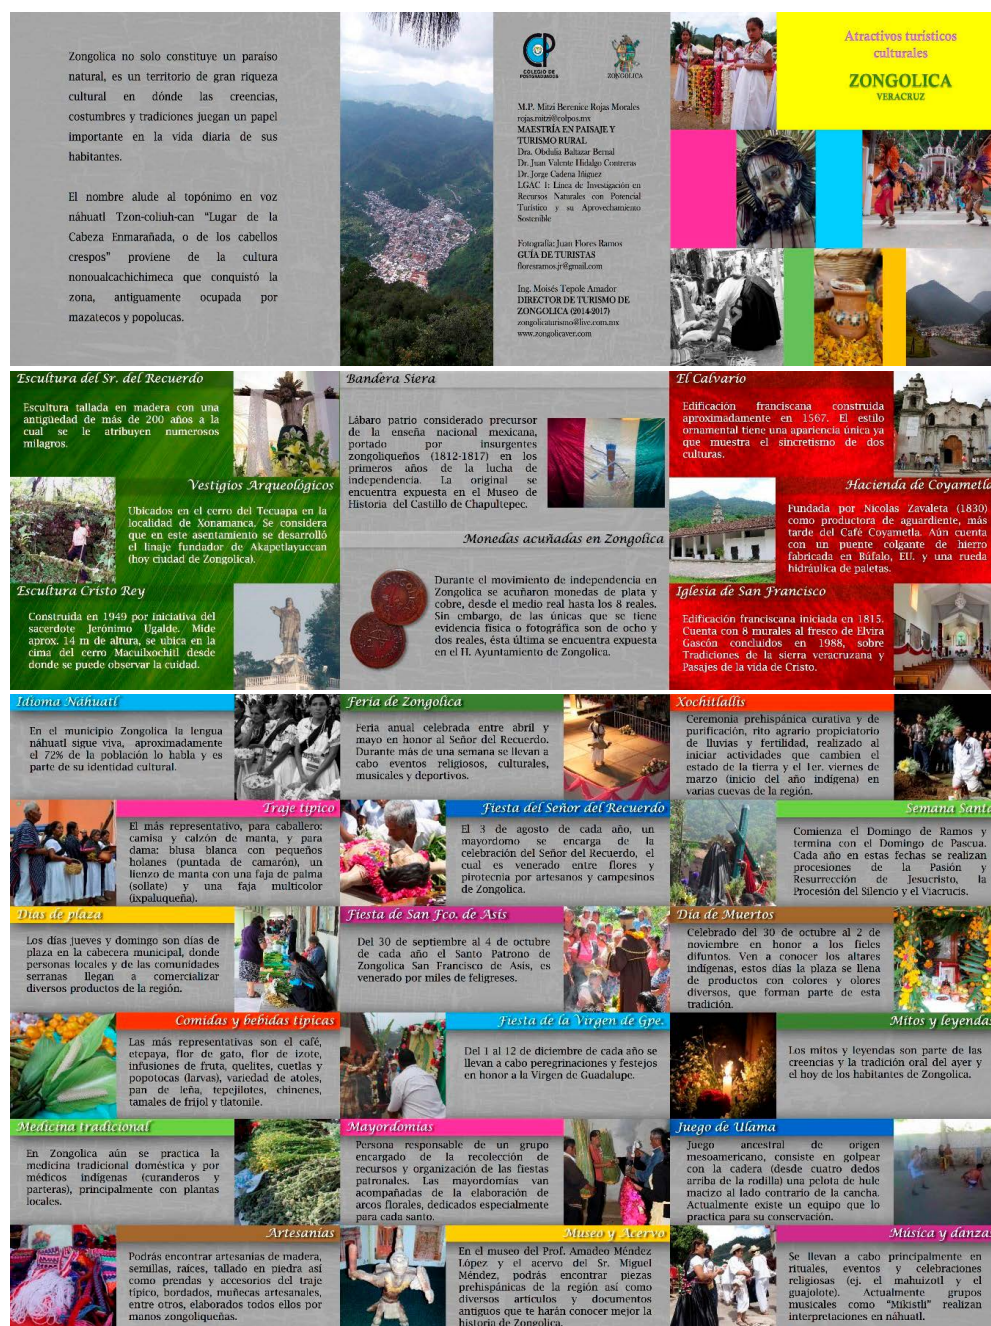 Zongolica no solo constituye un paraíso
natural, es un territorio de gran riqueza
cultural en dónde las creencias,
costumbres y tradiciones juegan un papel
importante en la vida diaria de sus
habitantes.
El nombre alude al topónimo en voz
náhuatl Tzon-coliuh-can “Lugar de la
Cabeza Enmarañada, o de los cabellos
crespos” proviene de la cultura
nonoualcachichimeca que conquistó la
zona, antiguamente ocupada por
mazatecos y popolucas.
COLEGIO DE
POSTGRADUADOS
ZONGOLICA
M.P. Mitzi Berenice Rojas Morales
rojas.mitzi@colpos.mx
MAESTRÍA EN PAISAJE Y
TURISMO RURAL
Dra. Obdulia Baltazar Bernal
Dr. Juan Valente Hidalgo Contreras
Dr. Jorge Cadena Iñiguez
LGAC 1: Línea de Investigación en
Recursos Naturales con Potencial
Turístico y su Aprovechamiento
Sostenible
Fotografía: Juan Flores Ramos
GUÍA DE TURISTAS
floresramos.jr@gmail.com
Ing. Moisés Tepole Amador
DIRECTOR DE TURISMO DE
ZONGOLICA (2014-2017)
zongolicaturismo@live.com.mx
www.zongolicaver.com
Atractivos turísticos
culturales
ZONGOLICA
VERACRUZ
Escultura del Sr. del Recuerdo
Escultura tallada en madera con una
antigüedad de más de 200 años a la
cual se le atribuyen numerosos
milagros.
Vestigios Arqueológicos
Ubicados en el cerro del Tecuapa en la
localidad de Xonamanca. Se considera
que en este asentamiento se desarrolló
el linaje fundador de Akapetlayuccan
(hoy ciudad de Zongolica).
Escultura Cristo Rey
Construida en 1949 por iniciativa del
sacerdote Jerónimo Ugalde. Mide
aprox. 14 m de altura, se ubica en la
cima del cerro Macuilxochitl desde
donde se puede observar la cuidad.
Bandera Siera
Lábaro patrio considerado precursor
de la enseña nacional mexicana,
portado por insurgentes
zongoliqueños (1812-1817) en los
primeros años de la lucha de
independencia. La original se
encuentra expuesta en el Museo de
Historia del Castillo de Chapultepec.
Monedas acuñadas en Zongolica
Durante el movimiento de independencia en
Zongolica se acuñaron monedas de plata y
cobre, desde el medio real hasta los 8 reales.
Sin embargo, de las únicas que se tiene
evidencia física o fotográfica son de ocho y
dos reales, ésta última se encuentra expuesta
en el H. Ayuntamiento de Zongolica.
El Calvario
Edificación franciscana construida
aproximadamente en 1567. El estilo
ornamental tiene una apariencia única ya
que muestra el sincretismo de dos
culturas.
Hacienda de Coyametla
Fundada por Nicolas Zavaleta (1830)
como productora de aguardiente, más
tarde del Café Coyametla. Aún cuenta
con un puente colgante de hierro
fabricada en Búfalo, EU. y una rueda
hidráulica de paletas.
Iglesia de San Francisco
Edificación franciscana iniciada en 1815.
Cuenta con 8 murales al fresco de Elvira
Gascón concluidos en 1988, sobre
Tradiciones de la sierra veracruzana y
Pasajes de la vida de Cristo.
Idioma Náhuatl
En el municipio Zongolica la lengua
náhuatl sigue viva, aproximadamente
el 72% de la población lo habla y es
parte de su identidad cultural.
Traje típico
El más representativo, para caballero:
camisa y calzón de manta, y para
dama: blusa blanca con pequeños
holanes (puntada de camarón), un
lienzo de manta con una faja de palma
(sollate) y una faja multicolor
(ixpaluqueña).
Días de plaza
Los días jueves y domingo son días de
plaza en la cabecera municipal, donde
personas locales y de las comunidades
serranas llegan a comercializar
diversos productos de la región.
Comidas y bebidas típicas
Las más representativas son el café,
etepaya, flor de gato, flor de izote,
infusiones de fruta, quelites, cuetlas y
popotocas (larvas), variedad de atoles,
pan de leña, tepejilotes, chinenes,
tamales de frijol y tlatonile.
Medicina tradicional
En Zongolica aún se practica la
medicina tradicional doméstica y por
médicos indígenas (curanderos y
parteras), principalmente con plantas
locales.
Artesanías
Podrás encontrar artesanías de madera,
semillas, raíces, tallado en piedra así
como prendas y accesorios del traje
típico, bordados, muñecas artesanales,
entre otros, elaborados todos ellos por
manos zongoliqueñas.
Feria de Zongolica
Feria anual celebrada entre abril y
mayo en honor al Señor del Recuerdo.
Durante más de una semana se llevan a
cabo eventos religiosos, culturales,
musicales y deportivos.
Fiesta del Señor del Recuerdo
El 3 de agosto de cada año, un
mayordomo se encarga de la
celebración del Señor del Recuerdo, el
cual es venerado entre flores y
pirotecnia por artesanos y campesinos
de Zongolica.
Fiesta de San Fco. de Asís
Del 30 de septiembre al 4 de octubre
de cada año el Santo Patrono de
Zongolica San Francisco de Asís, es
venerado por miles de feligreses.
Fiesta de la Virgen de Gpe.
Del 1 al 12 de diciembre de cada año se
llevan a cabo peregrinaciones y festejos
en honor a la Virgen de Guadalupe.
Mayordomías
Persona responsable de un grupo
encargado de la recolección de
recursos y organización de las fiestas
patronales. Las mayordomías van
acompañadas de la elaboración de
arcos florales, dedicados especialmente
para cada santo.
Museo y Acervo
En el museo del Prof. Amadeo Méndez
López y el acervo del Sr. Miguel
Méndez, podrás encontrar piezas
prehispánicas de la región así como
diversos artículos y documentos
antiguos que te harán conocer mejor la
historia de Zongolica.
Xochitlallis
Ceremonia prehispánica curativa y de
purificación, rito agrario propiciatorio
de lluvias y fertilidad, realizado al
iniciar actividades que cambien el
estado de la tierra y el 1er. viernes de
marzo (inicio del año indígena) en
varias cuevas de la región.
Semana Santa
Comienza el Domingo de Ramos y
termina con el Domingo de Pascua.
Cada año en estas fechas se realizan
procesiones de la Pasión y
Resurrección de Jesucristo, la
Procesión del Silencio y el Viacrucis.
Día de Muertos
Celebrado del 30 de octubre al 2 de
noviembre en honor a los fieles
difuntos. Ven a conocer los altares
indígenas, estos días la plaza se llena
de productos con colores y olores
diversos, que forman parte de esta
tradición.
Mitos y leyendas
Los mitos y leyendas son parte de las
creencias y la tradición oral del ayer y
el hoy de los habitantes de Zongolica.
Juego de Ulama
Juego ancestral de origen
mesoamericano, consiste en golpear
con la cadera (desde cuatro dedos
arriba de la rodilla) una pelota de hule
macizo al lado contrario de la cancha.
Actualmente existe un equipo que lo
practica para su conservación.
Música y danza
Se llevan a cabo principalmente en
rituales, eventos y celebraciones
religiosas (ej. el mahuizotl y el
guajolote). Actualmente grupos
musicales como “Mikistli” realizan
interpretaciones en náhuatl.